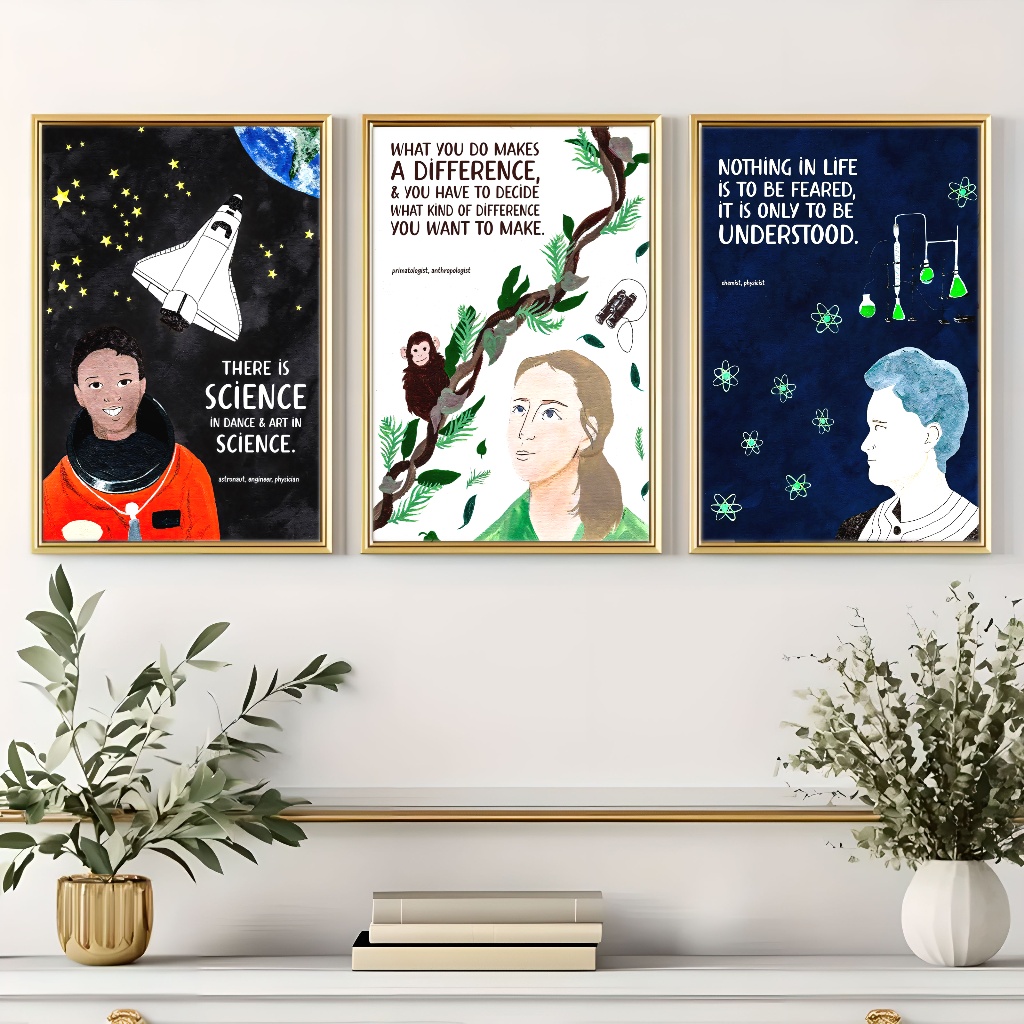 THERE IS
SCIENCE
IN DANCE & ART IN
SCIENCE.
astronaut, engineer, physician
WHAT YOU DO MAKES
A DIFFERENCE,
& YOU HAVE TO DECIDE
WHAT KIND OF DIFFERENCE
YOU WANT TO MAKE.
primatologist, anthropologist
NOTHING IN LIFE
IS TO BE FEARED,
IT IS ONLY TO BE
UNDERSTOOD.
chemist, physicist